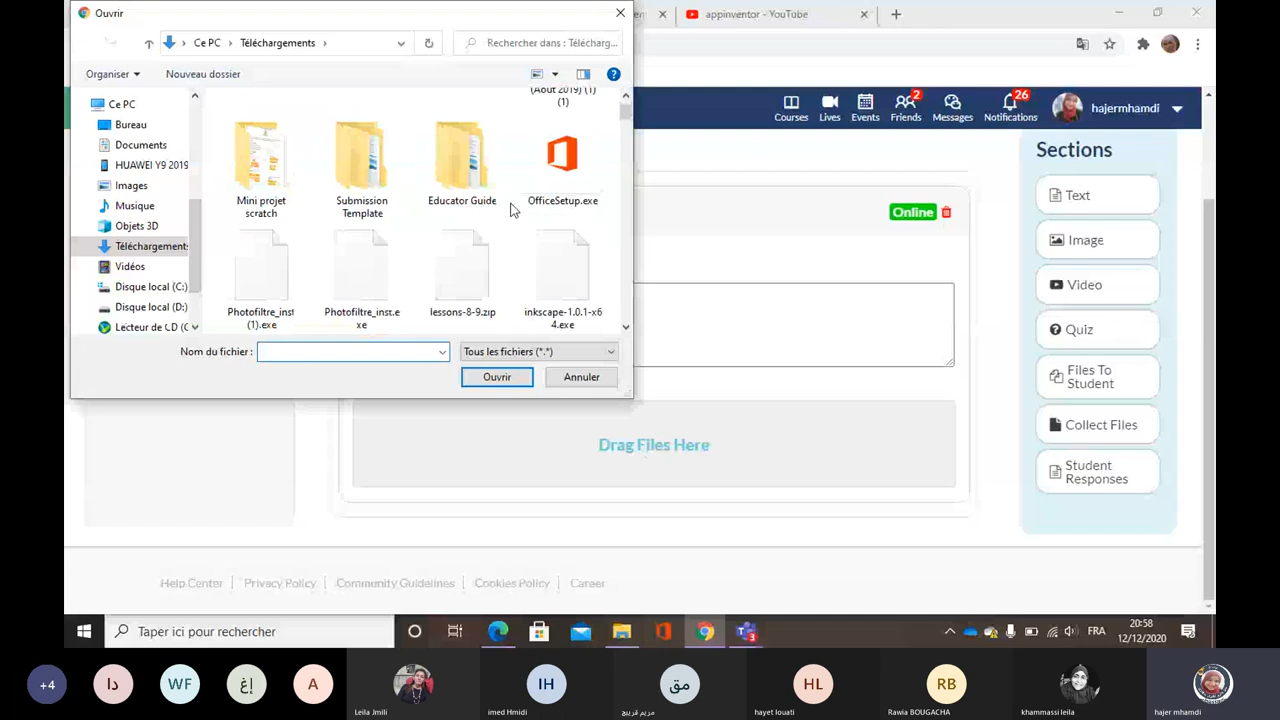 Ouvrir
appinventor - YouTube
Ce PC
Téléchargements
Rechercher dans : Télécharg...
Organiser
Nouveau dossier
Ce PC
Bureau
Documents
HUAWEI Y9 2019
Images
Musique
Objets 3D
Téléchargements
Vidéos
Disque local (C:)
Disque local (D:)
Lecteur de CD (
(Août 2019) (1)
(1)
Mini projet
scratch
Submission
Template
Educator Guide
OfficeSetup.exe
Photofiltre_inst
(1).exe
Photofiltre_inst.e
xe
lessons-8-9.zip
inkscape-1.0.1-x6
4.exe
Nom du fichier :
Tous les fichiers (*.*)
Ouvrir
Annuler
Courses
Lives
Events
2
Friends
Messages
26
Notifications
hajermhamdi
Online
Drag Files Here
Sections
Text
Image
Video
Quiz
Files To
Student
Collect Files
Student
Responses
Help Center
Privacy Policy
Community Guidelines
Cookies Policy
Career
Taper ici pour rechercher
FRA
20:58
12/12/2020
+4
دا
WF
إغ
A
Leila Jmili
IH
imed Hmidi
مق
مريم قريبع
HL
hayet louati
RB
Rawia BOUGACHA
khammassi leila
hajer mhamdi